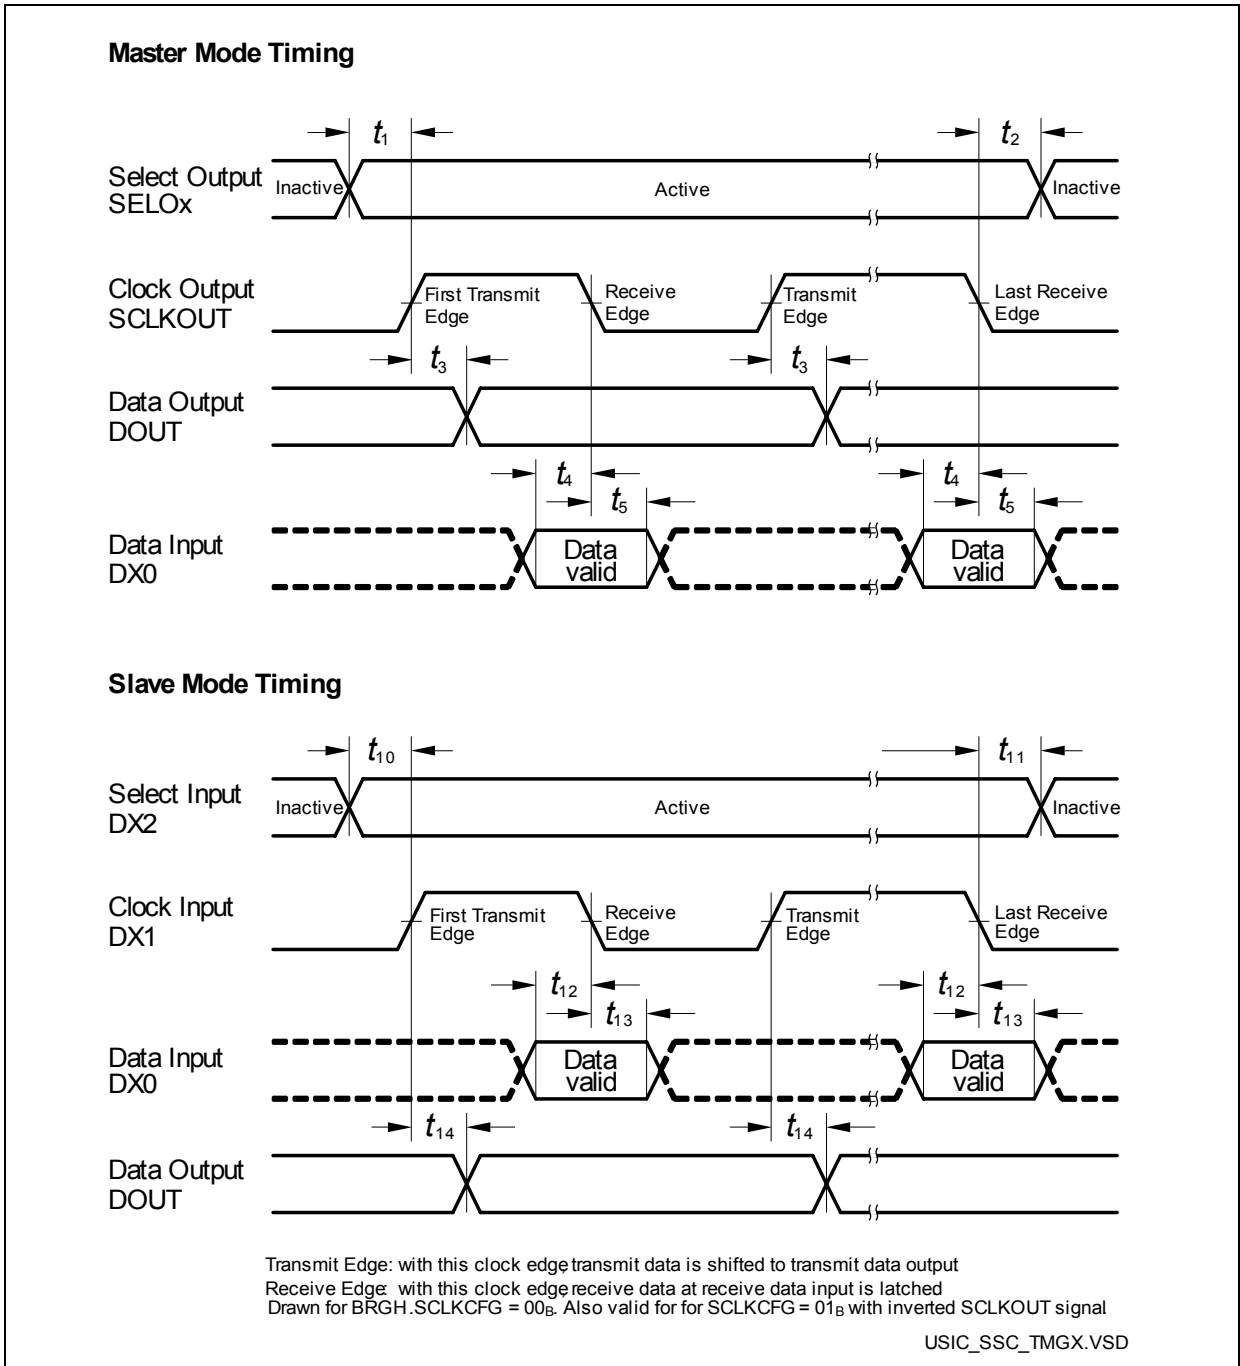 Master Mode Timing
t1
t2
Select Output
SELOx
Inactive
Active
Inactive
Clock Output
SCLKOUT
First Transmit
Edge
Receive
Edge
Transmit
Edge
Last Receive
Edge
t3
t3
Data Output
DOUT
t4
t5
t4
t5
Data Input
DX0
Data
valid
Data
valid
Slave Mode Timing
t10
t11
Select Input
DX2
Inactive
Active
Inactive
Clock Input
DX1
First Transmit
Edge
Receive
Edge
Transmit
Edge
Last Receive
Edge
t12
t13
t12
t13
Data Input
DX0
Data
valid
Data
valid
t14
t14
Data Output
DOUT
Transmit Edge: with this clock edge, transmit data is shifted to transmit data output
Receive Edge: with this clock edge, receive data at receive data input is latched
Drawn for BRGH.SCLKCFG = 00B. Also valid for for SCLKCFG = 01B with inverted SCLKOUT signal.
USIC_SSC_TMGX.VSD